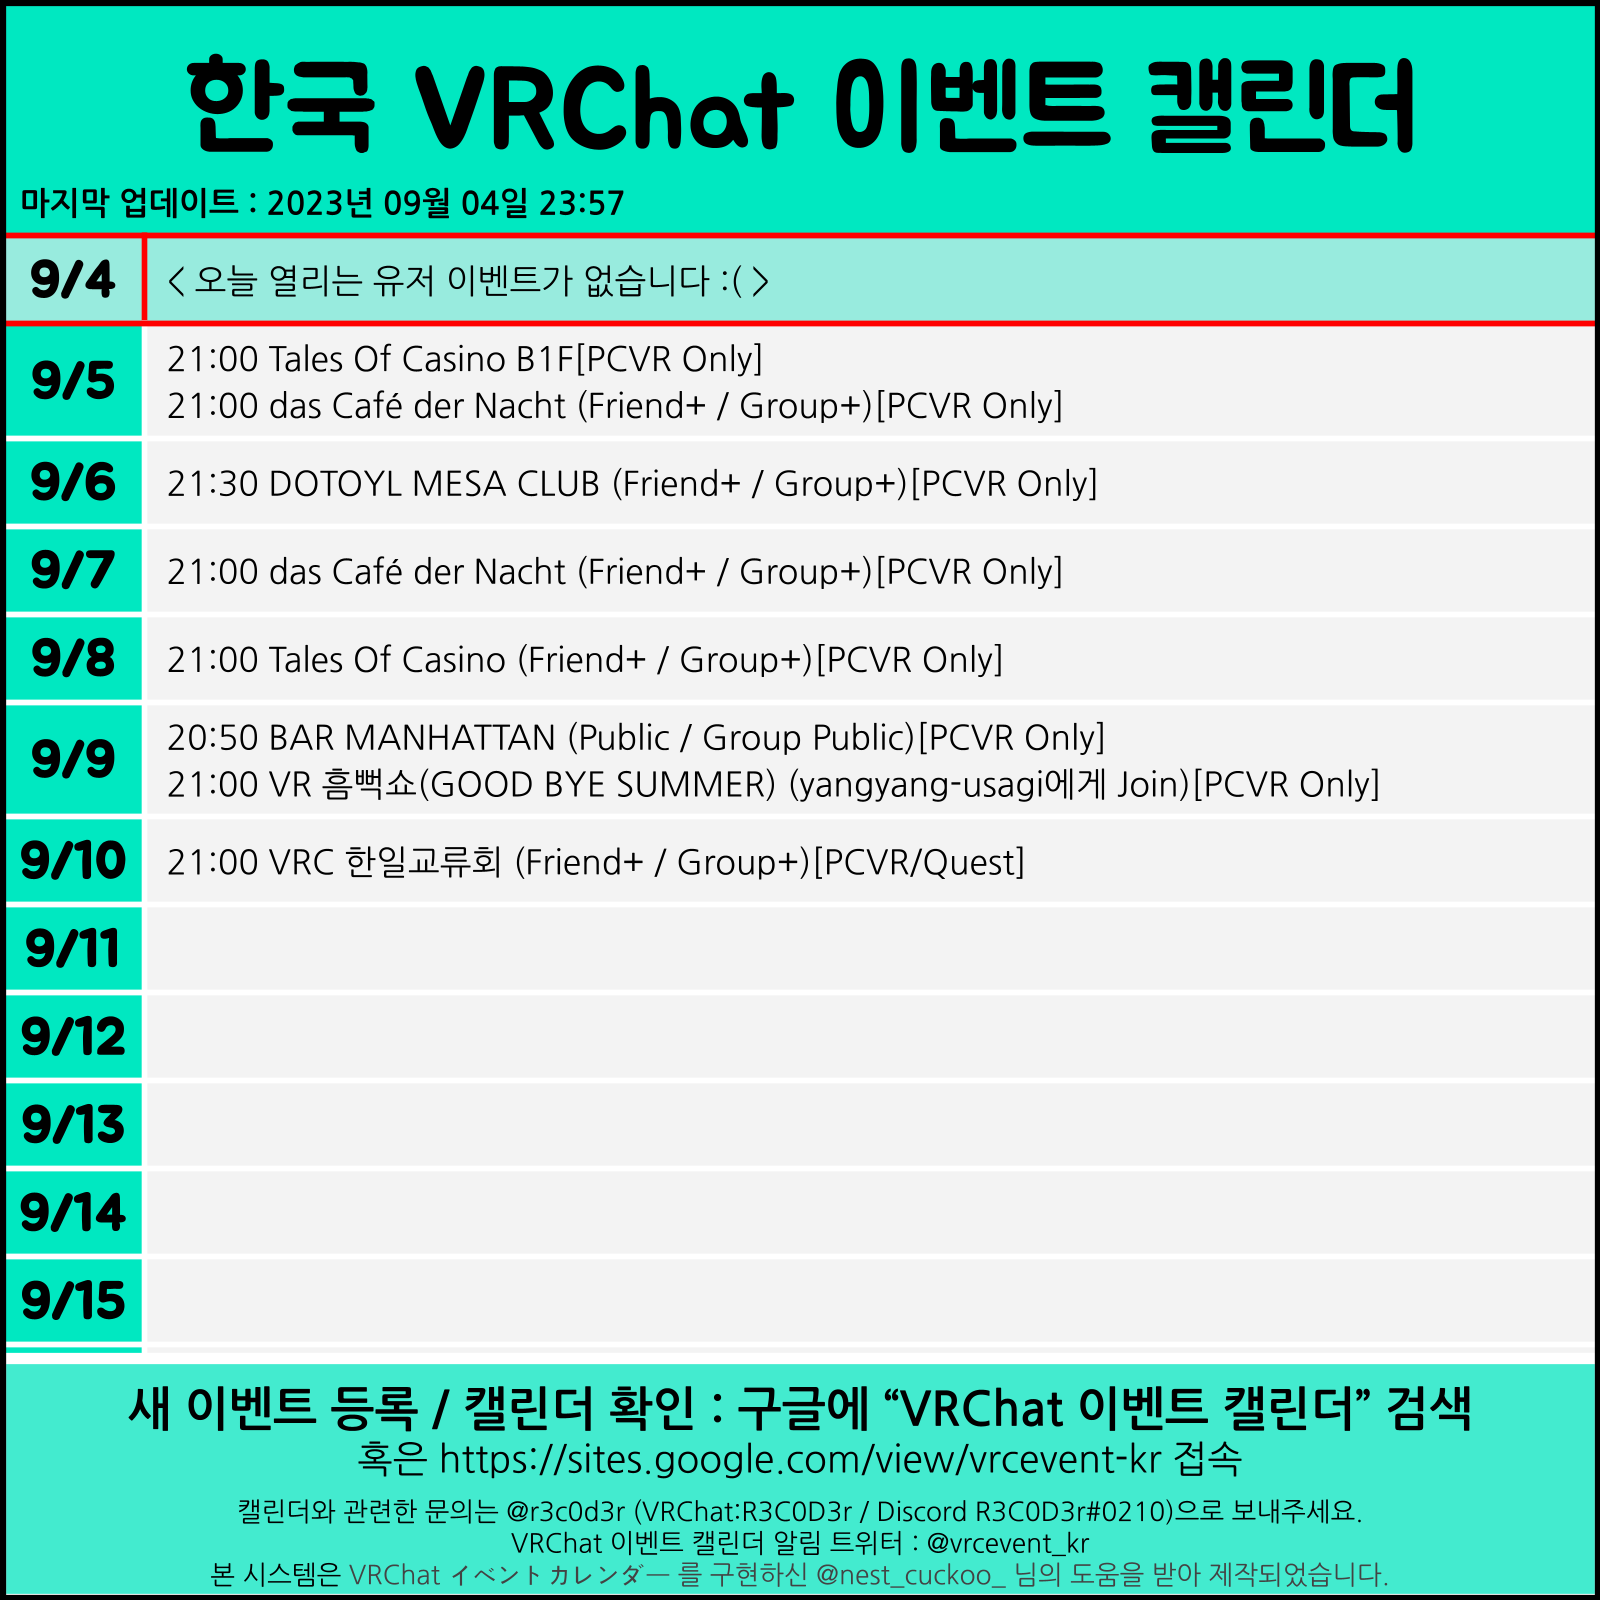 한국 VRChat 이벤트 캘린더
마지막 업데이트 : 2023년 09월 04일 23:57
9/4
< 오늘 열리는 유저 이벤트가 없습니다 :( >
9/5
21:00 Tales Of Casino B1F[PCVR Only]
21:00 das Café der Nacht (Friend+ / Group+)[PCVR Only]
9/6
21:30 DOTOYL MESA CLUB (Friend+ / Group+)[PCVR Only]
9/7
21:00 das Café der Nacht (Friend+ / Group+)[PCVR Only]
9/8
21:00 Tales Of Casino (Friend+ / Group+)[PCVR Only]
9/9
20:50 BAR MANHATTAN (Public / Group Public)[PCVR Only]
21:00 VR 흠뻑쇼(GOOD BYE SUMMER) (yangyang-usagi에게 Join)[PCVR Only]
9/10
21:00 VRC 한일교류회 (Friend+ / Group+)[PCVR/Quest]
9/11
9/12
9/13
9/14
9/15
새 이벤트 등록 / 캘린더 확인 : 구글에 “VRChat 이벤트 캘린더” 검색
혹은 https://sites.google.com/view/vrcevent-kr 접속
캘린더와 관련한 문의는 @r3c0d3r (VRChat:R3C0D3r / Discord R3C0D3r#0210)으로 보내주세요.
VRChat 이벤트 캘린더 알림 트위터 : @vrcevent_kr
본 시스템은 VRChat イベントカレンダー 를 구현하신 @nest_cuckoo_ 님의 도움을 받아 제작되었습니다.